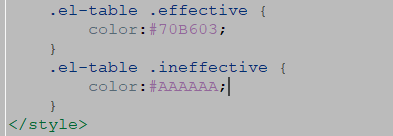 .el-table .effective {
color:#70B603;
}
.el-table .ineffective {
color:#AAAAAA;
}
</style>